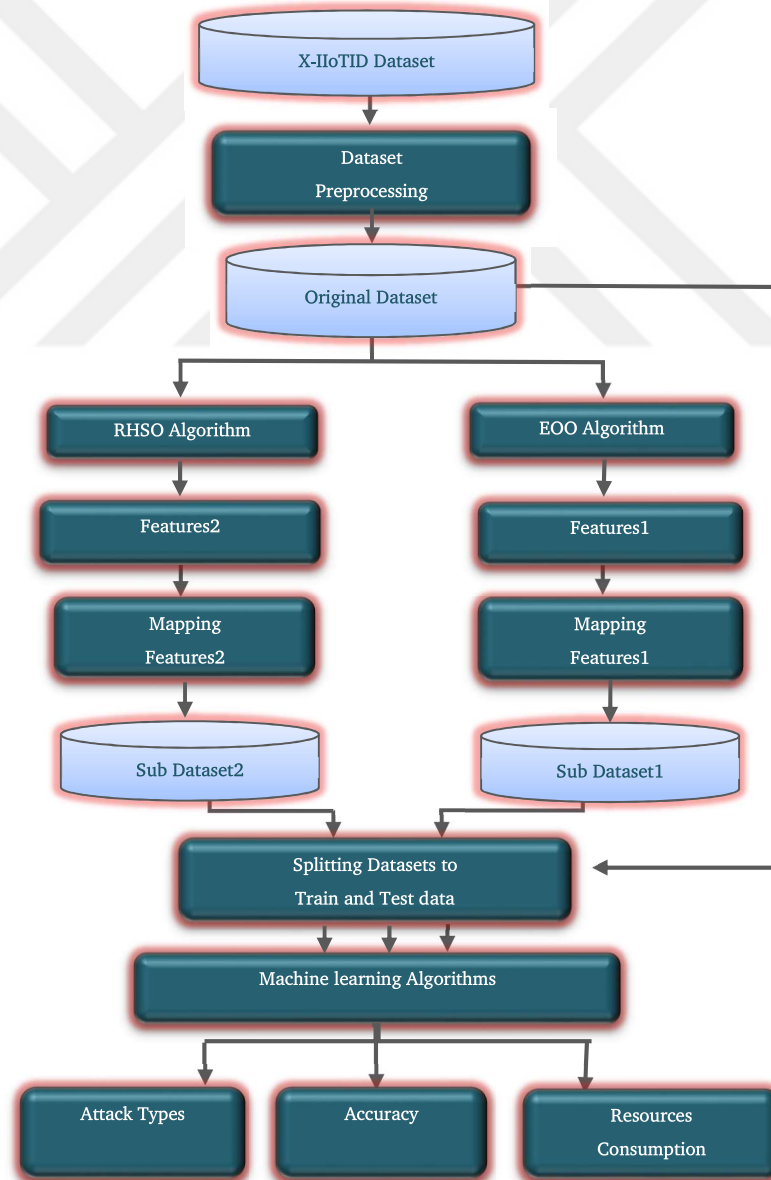 X-IIoTID Dataset
Dataset
Preprocessing
Original Dataset
RHSO Algorithm
EOO Algorithm
Features2
Features1
Mapping
Features2
Mapping
Features1
Sub Dataset2
Sub Dataset1
Splitting Datasets to
Train and Test data
Machine learning Algorithms
Attack Types
Accuracy
Resources
Consumption